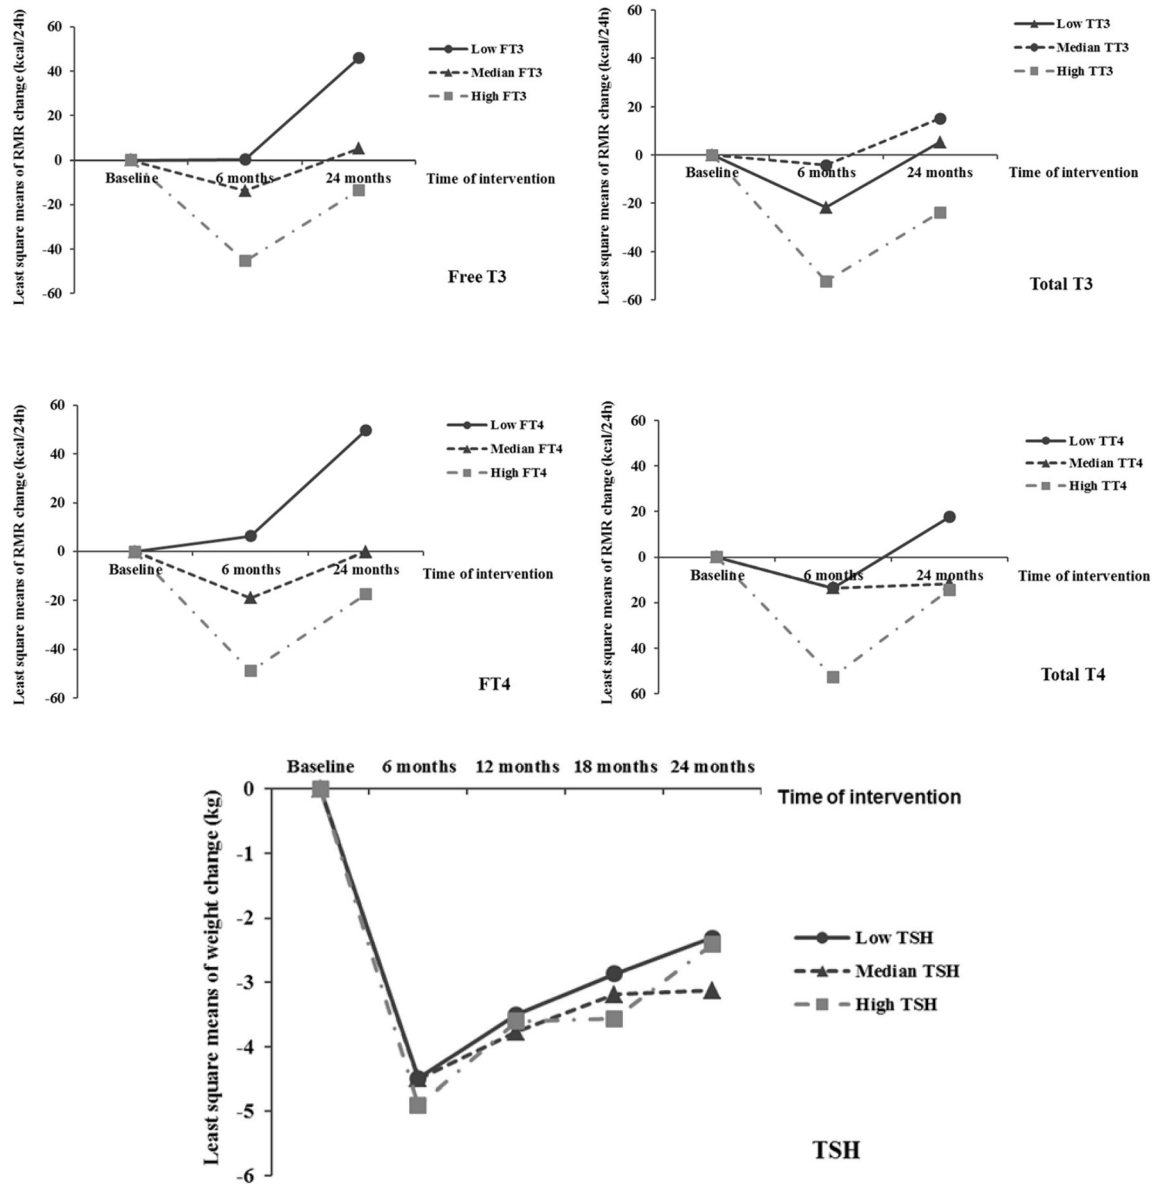 Least square means of RMR change (kcal/24h)
60
40
20
0
-20
-40
-60
Baseline
6 months
24 months
Time of intervention
Low FT3
Median FT3
High FT3
Free T3
Least square means of RMR change (kcal/24h)
60
40
20
0
-20
-40
-60
Baseline
6 months
24 months
Time of intervention
Low TT3
Median TT3
High TT3
Total T3
Least square means of RMR change (kcal/24h)
60
40
20
0
-20
-40
-60
Baseline
6 months
24 months
Time of intervention
Low FT4
Median FT4
High FT4
FT4
Least square means of RMR change (kcal/24h)
60
40
20
0
20
40
60
Baseline
6 months
24 months
Time of intervention
Low TT4
Median TT4
High TT4
Total T4
Least square means of weight change (kg)
Baseline 6 months 12 months 18 months 24 months
0
-1
-2
-3
-4
-5
-6
Time of intervention
Low TSH
Median TSH
High TSH
TSH